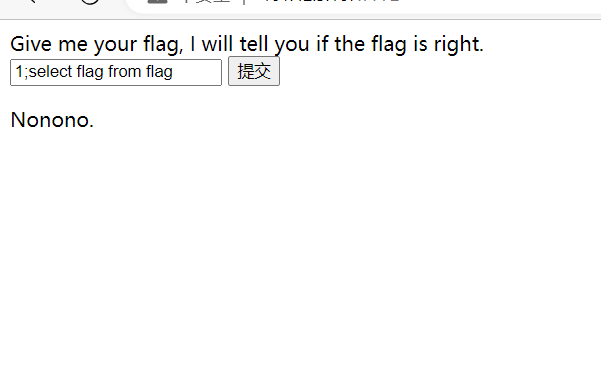 Give me your flag, I will tell you if the flag is right.
1;select flag from flag 提交
Nonono.